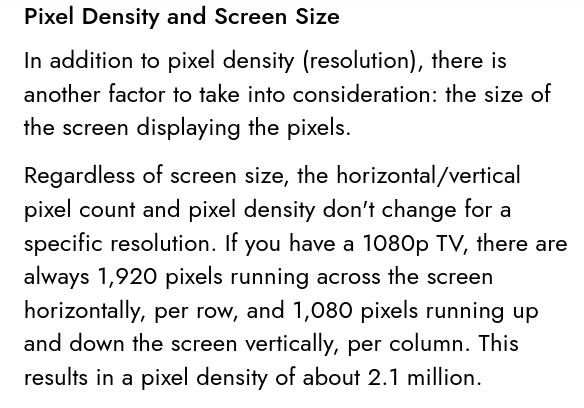 Pixel Density and Screen Size
In addition to pixel density (resolution), there is
another factor to take into consideration: the size of
the screen displaying the pixels.
Regardless of screen size, the horizontal/vertical
pixel count and pixel density don't change for a
specific resolution. If you have a 1080p TV, there are
always 1,920 pixels running across the screen
horizontally, per row, and 1,080 pixels running up
and down the screen vertically, per column. This
results in a pixel density of about 2.1 million.